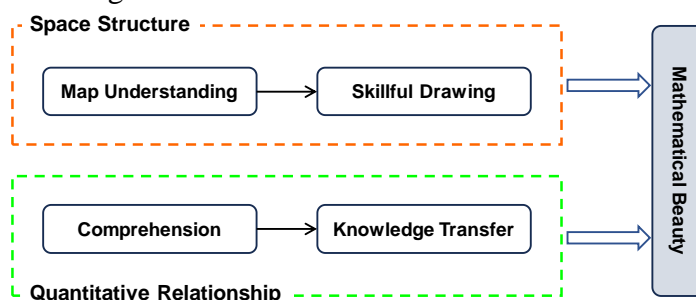 Space Structure
Map Understanding
Skillful Drawing
Comprehension
Knowledge Transfer
Quantitative Relationship
Mathematical Beauty